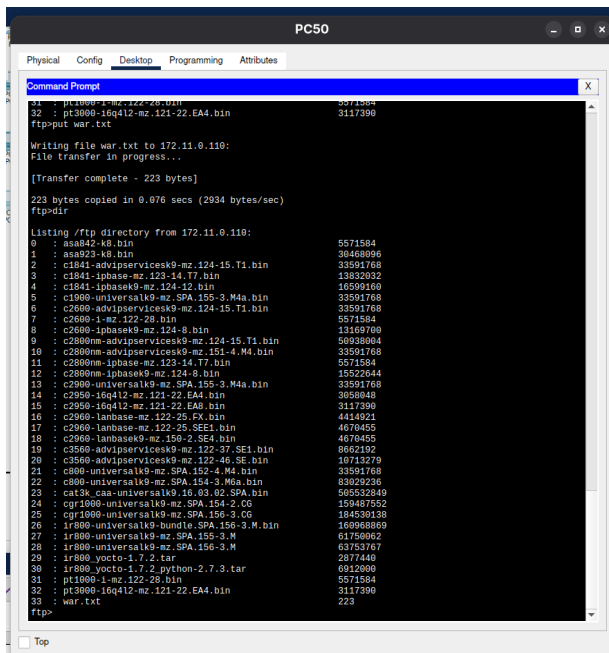 PC50
Physical Config Desktop Programming Attributes
Command Prompt X
31 : pt1000-i-mz.122-28.bin 5571584
32 : pt3000-i6q4l2-mz.121-22.EA4.bin 3117390
ftp>put war.txt
Writing file war.txt to 172.11.0.110:
File transfer in progress...
[Transfer complete - 223 bytes]
223 bytes copied in 0.076 secs (2934 bytes/sec)
ftp>dir
Listing /ftp directory from 172.11.0.110:
0 : asa842-k8.bin 5571584
1 : asa923-k8.bin 30468096
2 : c1841-advipservicesk9-mz.124-15.T1.bin 33591768
3 : c1841-ipbase-mz.123-14.T7.bin 13832032
4 : c1841-ipbasek9-mz.124-12.bin 16599160
5 : c1900-universalk9-mz.SPA.155-3.M4a.bin 33591768
6 : c2600-advipservicesk9-mz.124-15.T1.bin 33591768
7 : c2600-i-mz.122-28.bin 5571584
8 : c2600-ipbasek9-mz.124-8.bin 13169700
9 : c2800nm-advipservicesk9-mz.124-15.T1.bin 50938004
10 : c2800nm-advipservicesk9-mz.151-4.M4.bin 33591768
11 : c2800nm-ipbase-mz.123-14.T7.bin 5571584
12 : c2800nm-ipbasek9-mz.124-8.bin 15522644
13 : c2900-universalk9-mz.SPA.155-3.M4a.bin 33591768
14 : c2950-i6q4l2-mz.121-22.EA4.bin 3058048
15 : c2950-i6q4l2-mz.121-22.EA8.bin 3117390
16 : c2960-lanbase-mz.122-25.FX.bin 4414921
17 : c2960-lanbase-mz.122-25.SEE1.bin 4670455
18 : c2960-lanbasek9-mz.150-2.SE4.bin 4670455
19 : c3560-advipservicesk9-mz.122-37.SE1.bin 8662192
20 : c3560-advipservicesk9-mz.122-46.SE.bin 10713279
21 : c800-universalk9-mz.SPA.152-4.M4.bin 33591768
22 : c800-universalk9-mz.SPA.154-3.M6a.bin 83029236
23 : cat3k_caa-universalk9.16.03.02.SPA.bin 505532849
24 : cgr1000-universalk9-mz.SPA.154-2.CG 159487552
25 : cgr1000-universalk9-mz.SPA.156-3.CG 184530138
26 : ir800-universalk9-bundle.SPA.156-3.M.bin 160968869
27 : ir800-universalk9-mz.SPA.155-3.M 61750062
28 : ir800-universalk9-mz.SPA.156-3.M 63753767
29 : ir800_yocto-1.7.2.tar 2877440
30 : ir800_yocto-1.7.2_python-2.7.3.tar 6912000
31 : pt1000-i-mz.122-28.bin 5571584
32 : pt3000-i6q4l2-mz.121-22.EA4.bin 3117390
33 : war.txt 223
ftp>
Top